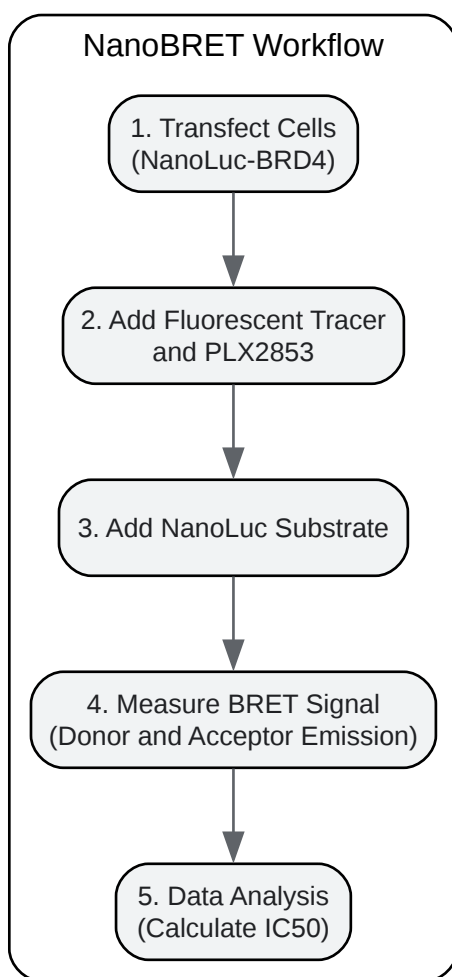 NanoBRET Workflow
1. Transfect Cells
(NanoLuc-BRD4)
2. Add Fluorescent Tracer
and PLX2853
3. Add NanoLuc Substrate
4. Measure BRET Signal
(Donor and Acceptor Emission)
5. Data Analysis
(Calculate IC50)